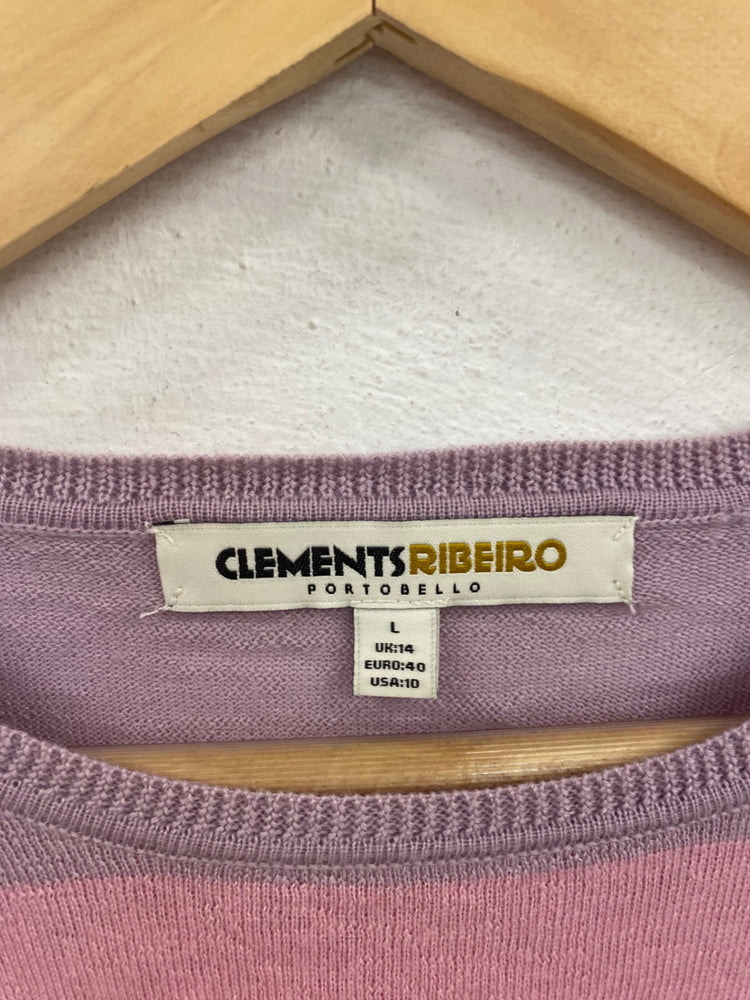 CLEMENTSRIBEIRO
PORTOBELLO
L
UK:14
EURO:40
USA:10